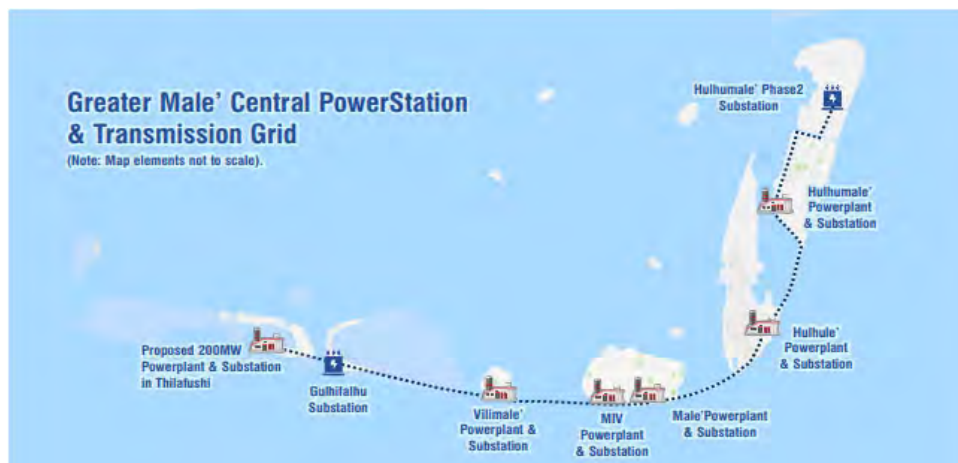 Greater Male' Central PowerStation
& Transmission Grid
(Note: Map elements not to scale).
Hulhumale' Phase2
Substation
Hulhumale'
Powerplant
& Substation
Hulhule'
Powerplant
& Substation
Proposed 200MW
Powerplant & Substation
in Thilafushi
Gulhifalhu
Substation
Vilimale'
Powerplant &
Substation
MIV
Powerplant
& Substation
Male'Powerplant
& Substation